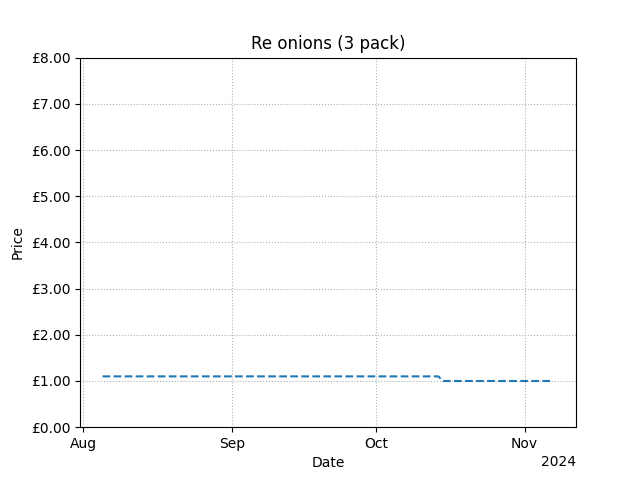 Re onions (3 pack)
£8.00
£7.00
£6.00
£5.00
£4.00
£3.00
£2.00
£1.00
£0.00
Price
Aug Sep Oct Nov
Date
2024